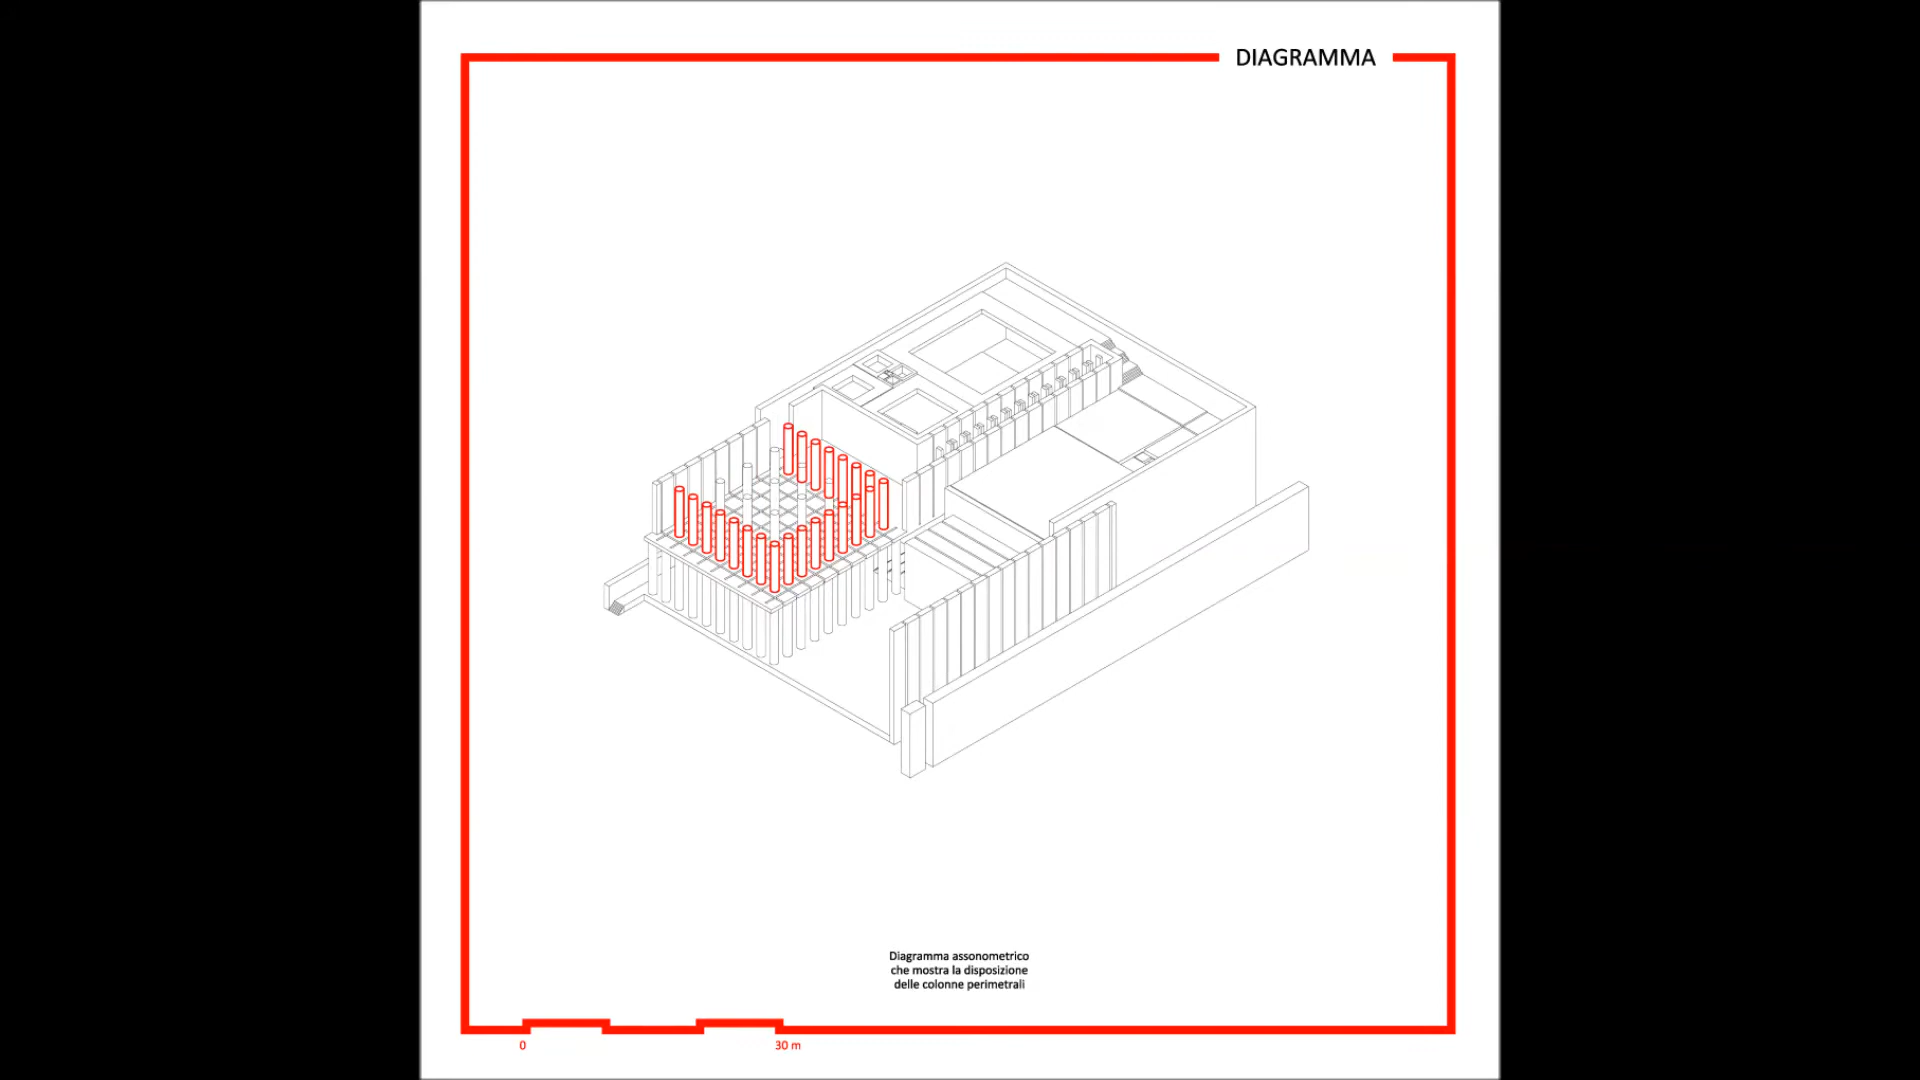 DIAGRAMMA
Diagramma assonometrico
che mostra la disposizione
delle colonne perimetrali
0
30 m